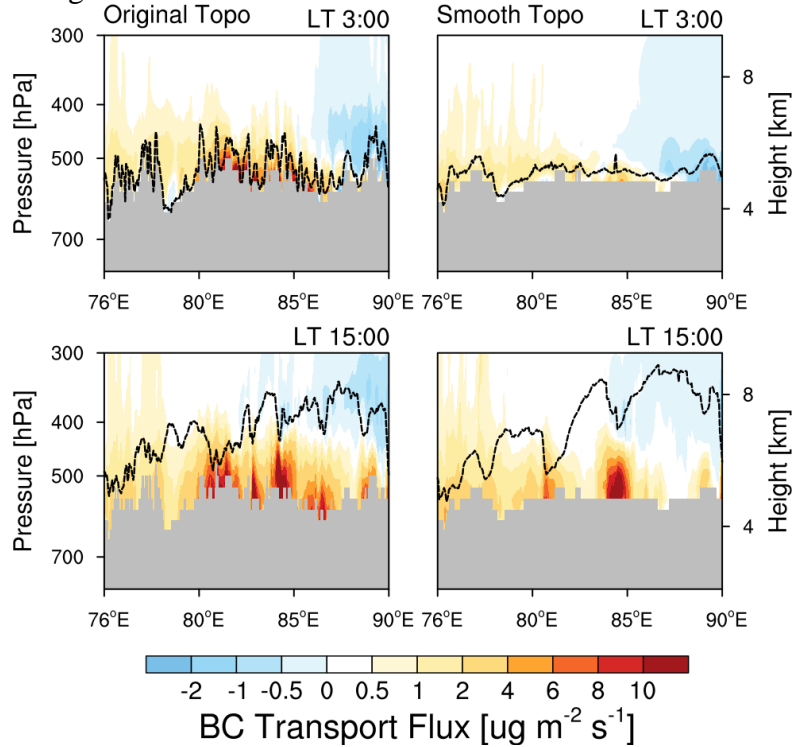 Original Topo LT 3:00 Smooth Topo LT 3:00
300
400
500
700
Pressure [hPa]
8
4
Height [km]
76°E 80°E 85°E 90°E 76°E 80°E 85°E 90°E
LT 15:00 LT 15:00
300
400
500
700
Pressure [hPa]
8
4
Height [km]
76°E 80°E 85°E 90°E 76°E 80°E 85°E 90°E
-2 -1 -0.5 0 0.5 1 2 4 6 8 10
BC Transport Flux [ug m⁻² s⁻¹]